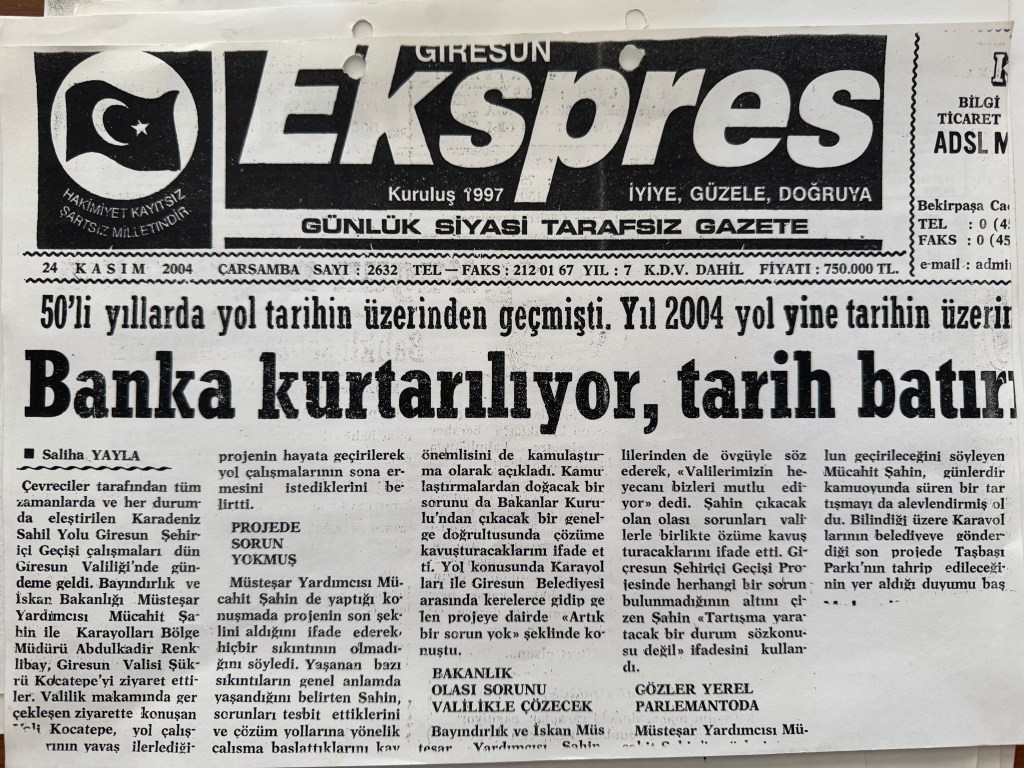 GİRESUN
Ekspres
Kuruluş 1997
İYİYE, GÜZELE, DOĞRUYA
GÜNLÜK SİYASİ TARAFSIZ GAZETE
HAKİMİYET KAYITSIZ
ŞARTSIZ MİLLETİNDİR
BİLGİ
TİCARET
ADSL M
Bekirpaşa Ca
TEL : 0 (4
FAKS : 0 (45
e-mail : admi
24 KASIM 2004 ÇARŞAMBA SAYI : 2632 TEL — FAKS : 212 01 67 YIL : 7 K.D.V. DAHİL FİYATI : 750.000 TL.
50'li yıllarda yol tarihin üzerinden geçmişti. Yıl 2004 yol yine tarihin üzerin
Banka kurtarılıyor, tarih batırı
■ Saliha YAYLA
Çevreciler tarafından tüm
zamanlarda ve her durum
da eleştirilen Karadeniz
Sahil Yolu Giresun Şehir
içi Geçişi çalışmaları dün
Giresun Valiliği'nde gün
deme geldi. Bayındırlık ve
İskan Bakanlığı Müsteşar
Yardımcısı Mücahit Şa
hin ile Karayolları Bölge
Müdürü Abdulkadir Renk
libay, Giresun Valisi Şük
rü Kocatepe'yi ziyaret etti
ler. Valilik makamında ger
çekleşen ziyarette konuşan
Kocatepe, yol çalış
rının yavaş ilerlediği
projenin hayata geçirilerek
yol çalışmalarının sona er
mesini istediklerini be
lirtti.
PROJEDE
SORUN
YOKMUŞ
Müsteşar Yardımcısı Mü
cahit Şahin de yaptığı ko
nuşmada projenin son şek
lini aldığını ifade ederek,
hiçbir sıkıntının olmadı
ğını söyledi. Yaşanan bazı
sıkıntıların genel anlamda
yaşandığını belirten Şahin,
sorunları tesbit ettiklerini
ve çözüm yollarına yönelik
çalışma başlattıklarını kay
önemlisini de kamulaştır
ma olarak açıkladı. Kamu
laştırmalardan doğacak bir
sorunu da Bakanlar Kuru
lu'ndan çıkacak bir genel
ge doğrultusunda çözüme
kavuşturacaklarını ifade et
ti. Yol konusunda Karayol
ları ile Giresun Belediyesi
arasında kerelerce gidip ge
len projeye dairde «Artık
bir sorun yok» şeklinde ko
nuştu.
BAKANLIK
OLASI SORUNU
VALİLİKLE ÇÖZECEK
Bayındırlık ve İskan Müs
teşar Yardımcısı Şahin
lilerinden de övgüyle söz
ederek, «Valilerimizin he
yecanı bizleri mutlu edi
yor» dedi. Şahin çıkacak
olan olası sorunları vali
lerle birlikte özüme kavuş
turacaklarını ifade etti. Gi
çresun Şehiriçi Geçişi Pro
jesinde herhangi bir sorun
bulunmadığının altını çi
zen Şahin «Tartışma yara
tacak bir durum sözkonu
su değil» ifadesini kullan
dı.
GÖZLER YEREL
PARLEMANTODA
Müsteşar Yardımcısı Mü-
lun geçirileceğini söyleyen
Mücahit Şahin, günlerdir
kamuoyunda süren bir tar
tışmayı da alevlendirmiş ol
du. Bilindiği üzere Karayol
larının belediyeye gönder
diği son projede Taşbaşı
Parkı'nın tahrip edileceği-
nin yer aldığı duyumu baş